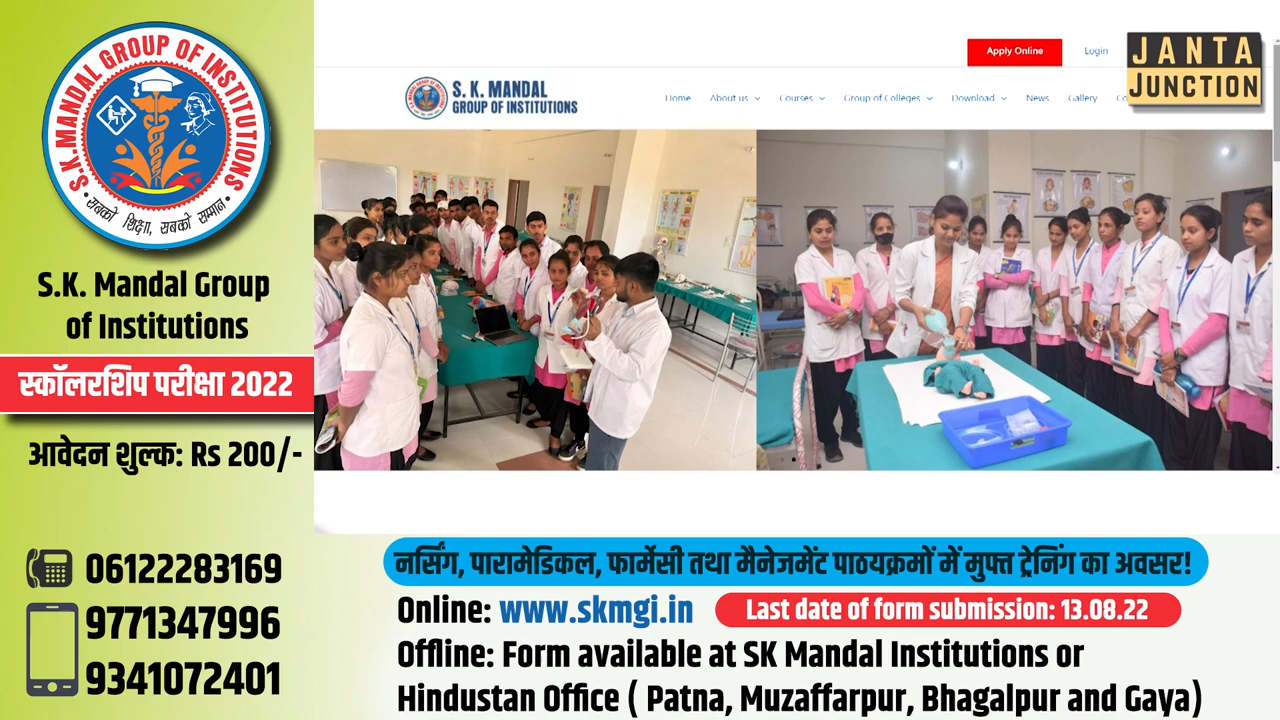 S.K.MANDAL GROUP OF INSTITUTIONS
• सबको शिक्षा, सबको सम्मान •
S.K. Mandal Group
of Institutions
स्कॉलरशिप परीक्षा 2022
आवेदन शुल्क: Rs 200/-
06122283169
9771347996
9341072401
Apply Online Login
JANTA
JUNCTION
S. K. MANDAL
GROUP OF INSTITUTIONS
Home About us Courses Group of Colleges Download News Gallery
नर्सिंग, पारामेडिकल, फार्मेसी तथा मैनेजमेंट पाठयक्रमों में मुफ्त ट्रेनिंग का अवसर!
Online: www.skmgi.in Last date of form submission: 13.08.22
Offline: Form available at SK Mandal Institutions or
Hindustan Office ( Patna, Muzaffarpur, Bhagalpur and Gaya)